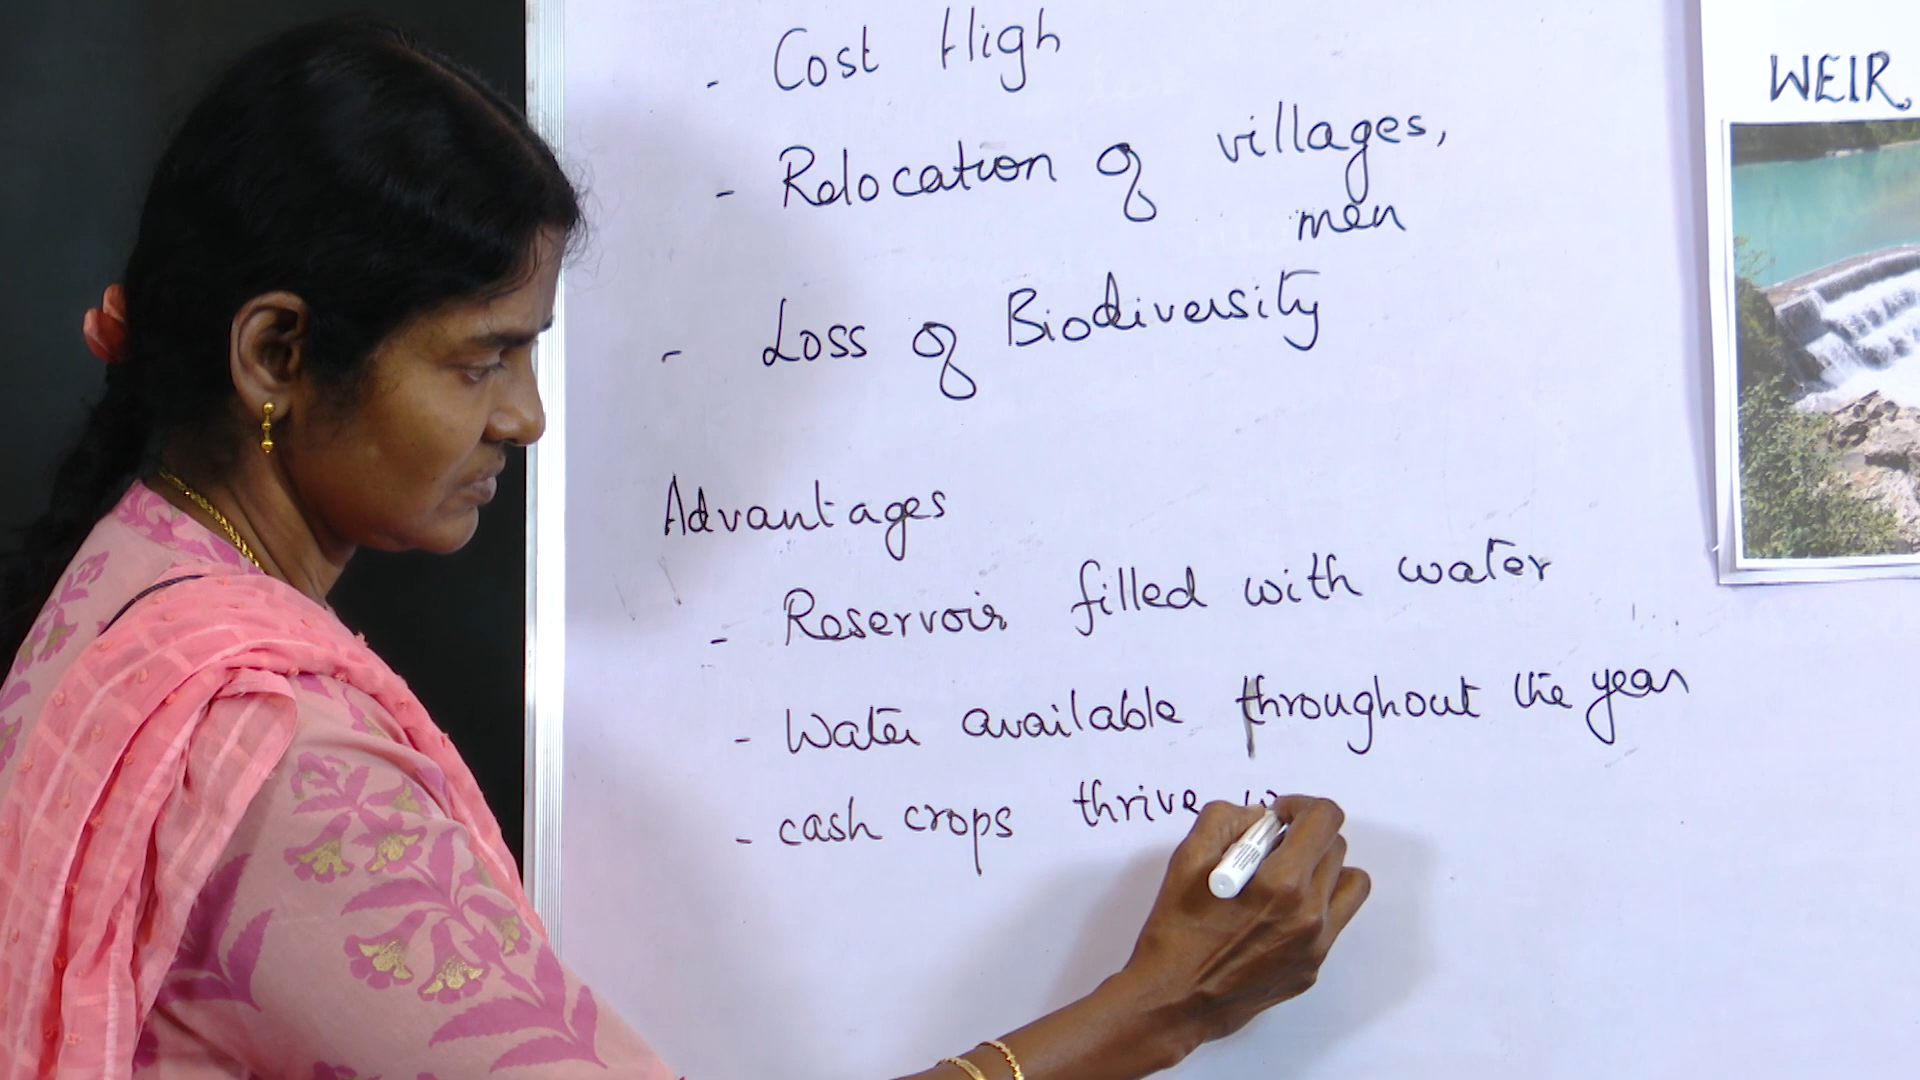 - Cost High
- Relocation of villages,
men
- Loss of Biodiversity
Advantages
- Reservoir filled with water
- Water available throughout the year
- cash crops thrive
WEIR